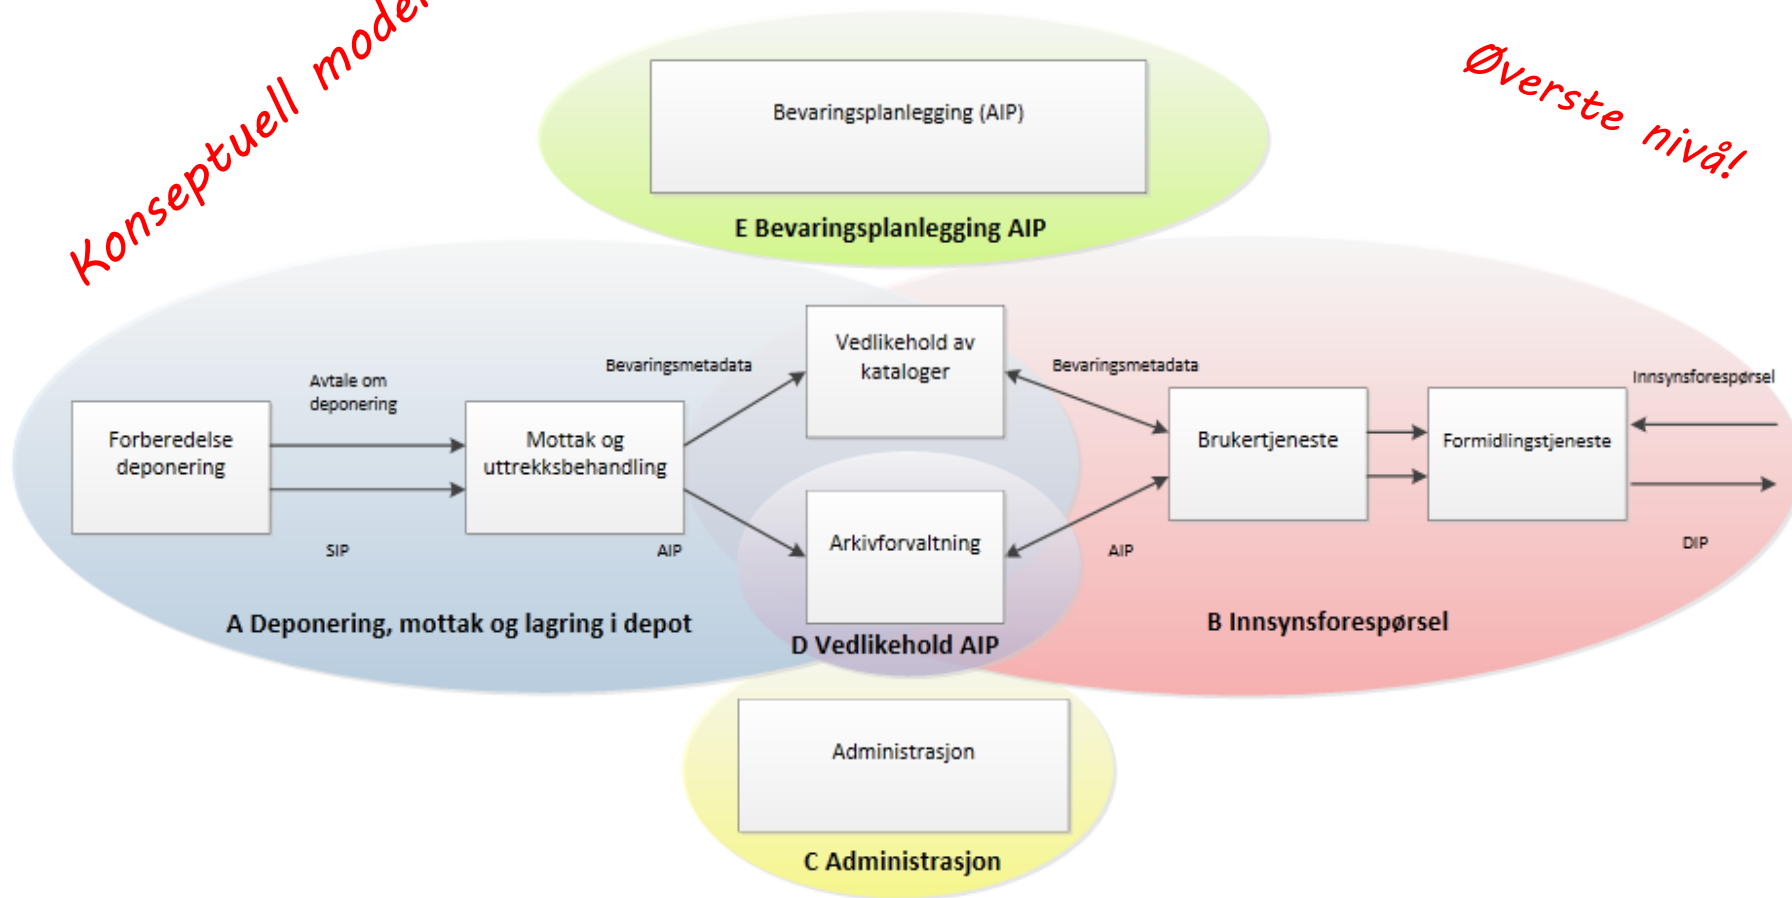 Konseptuell
Øverste nivå!
Bevaringsplanlegging (AIP)
E Bevaringsplanlegging AIP
Vedlikehold av
kataloger
Bevaringsmetadata
Bevaringsmetadata
Avtale om
deponering
Innsynsforespørsel
Forberedelse
deponering
Mottak og
uttrekksbehandling
Brukertjeneste
Formidlingstjeneste
Arkivforvaltning
SIP
AIP
AIP
DIP
A Deponering, mottak og lagring i depot
D Vedlikehold AIP
B Innsynsforespørsel
Administrasjon
C Administrasjon